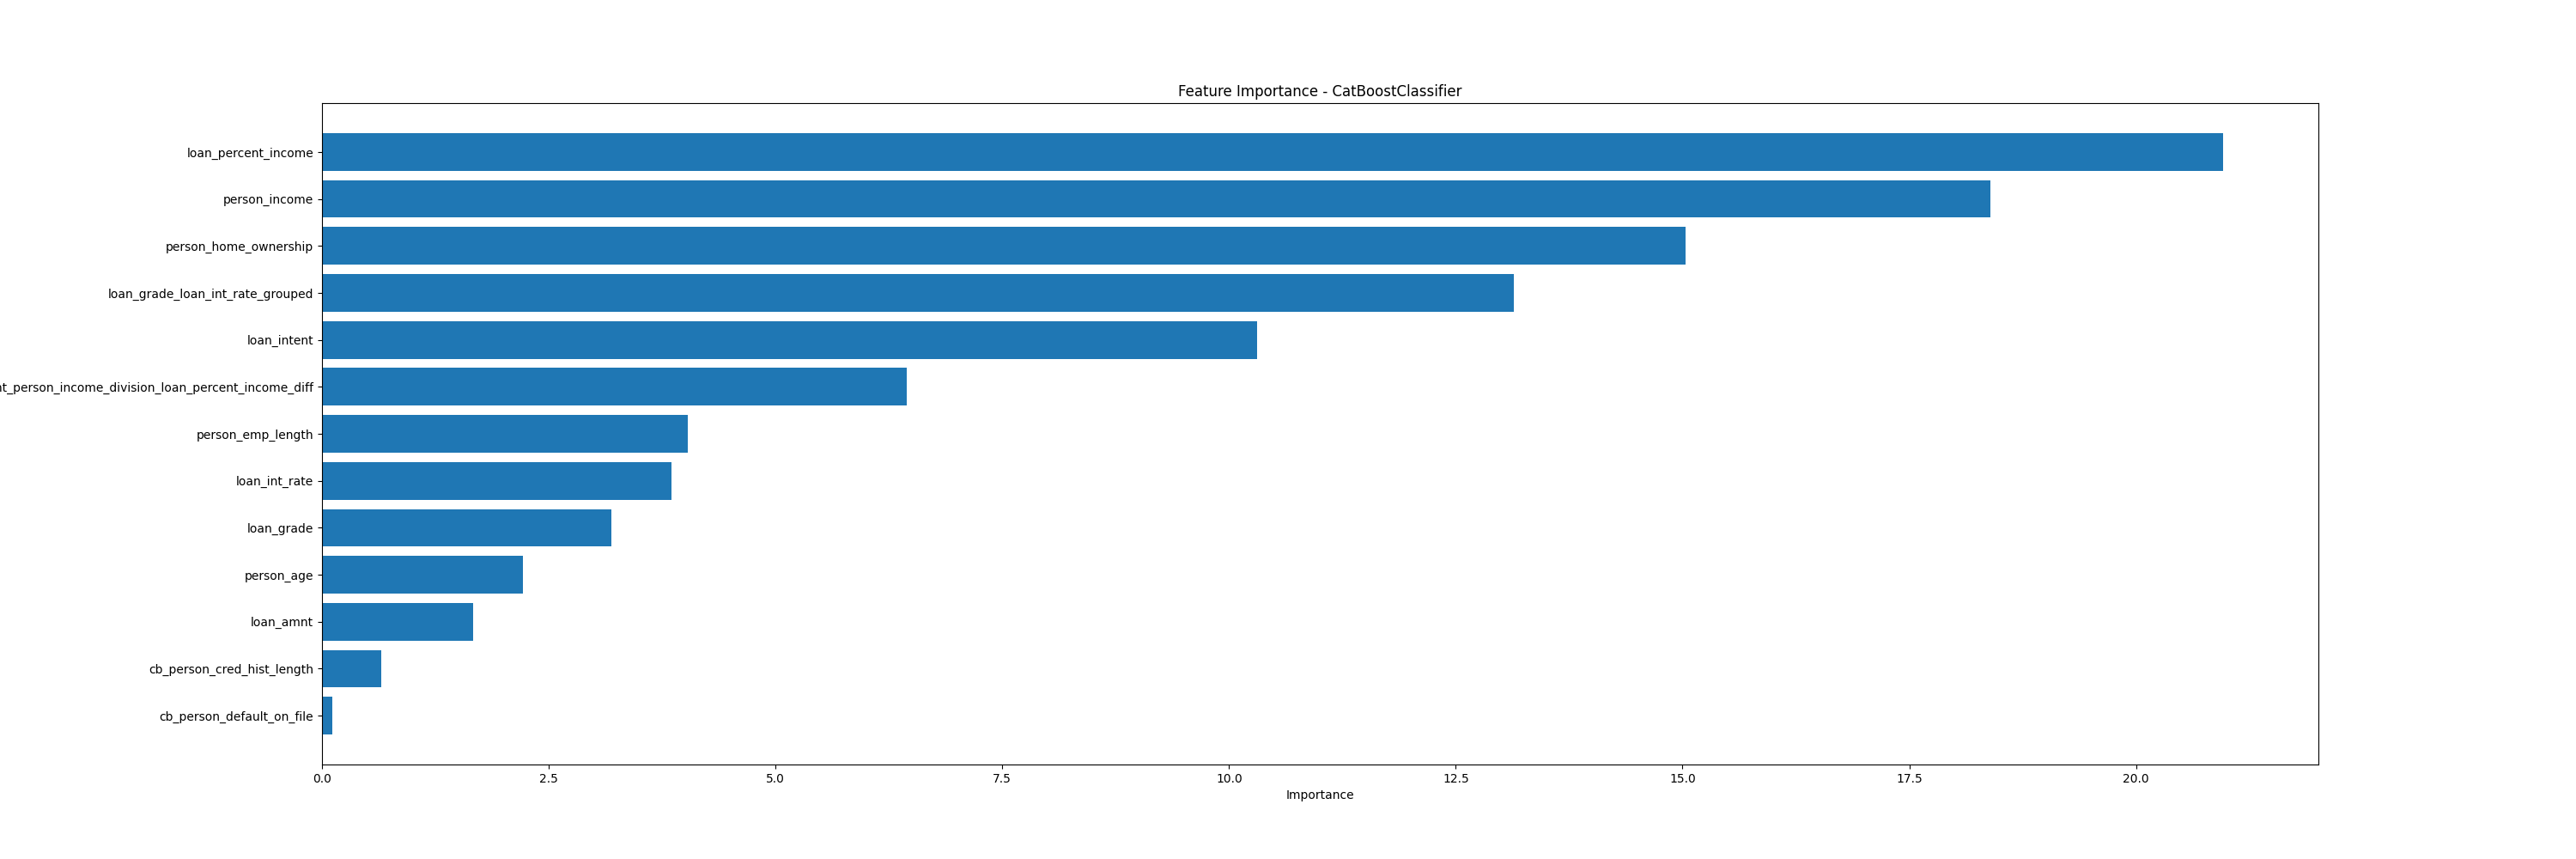 Feature Importance - CatBoostClassifier
loan_percent_income
person_income
person_home_ownership
loan_grade_loan_int_rate_grouped
loan_intent
t_person_income_division_loan_percent_income_diff
person_emp_length
loan_int_rate
loan_grade
person_age
loan_amnt
cb_person_cred_hist_length
cb_person_default_on_file
0.0 2.5 5.0 7.5 10.0 12.5 15.0 17.5 20.0
Importance